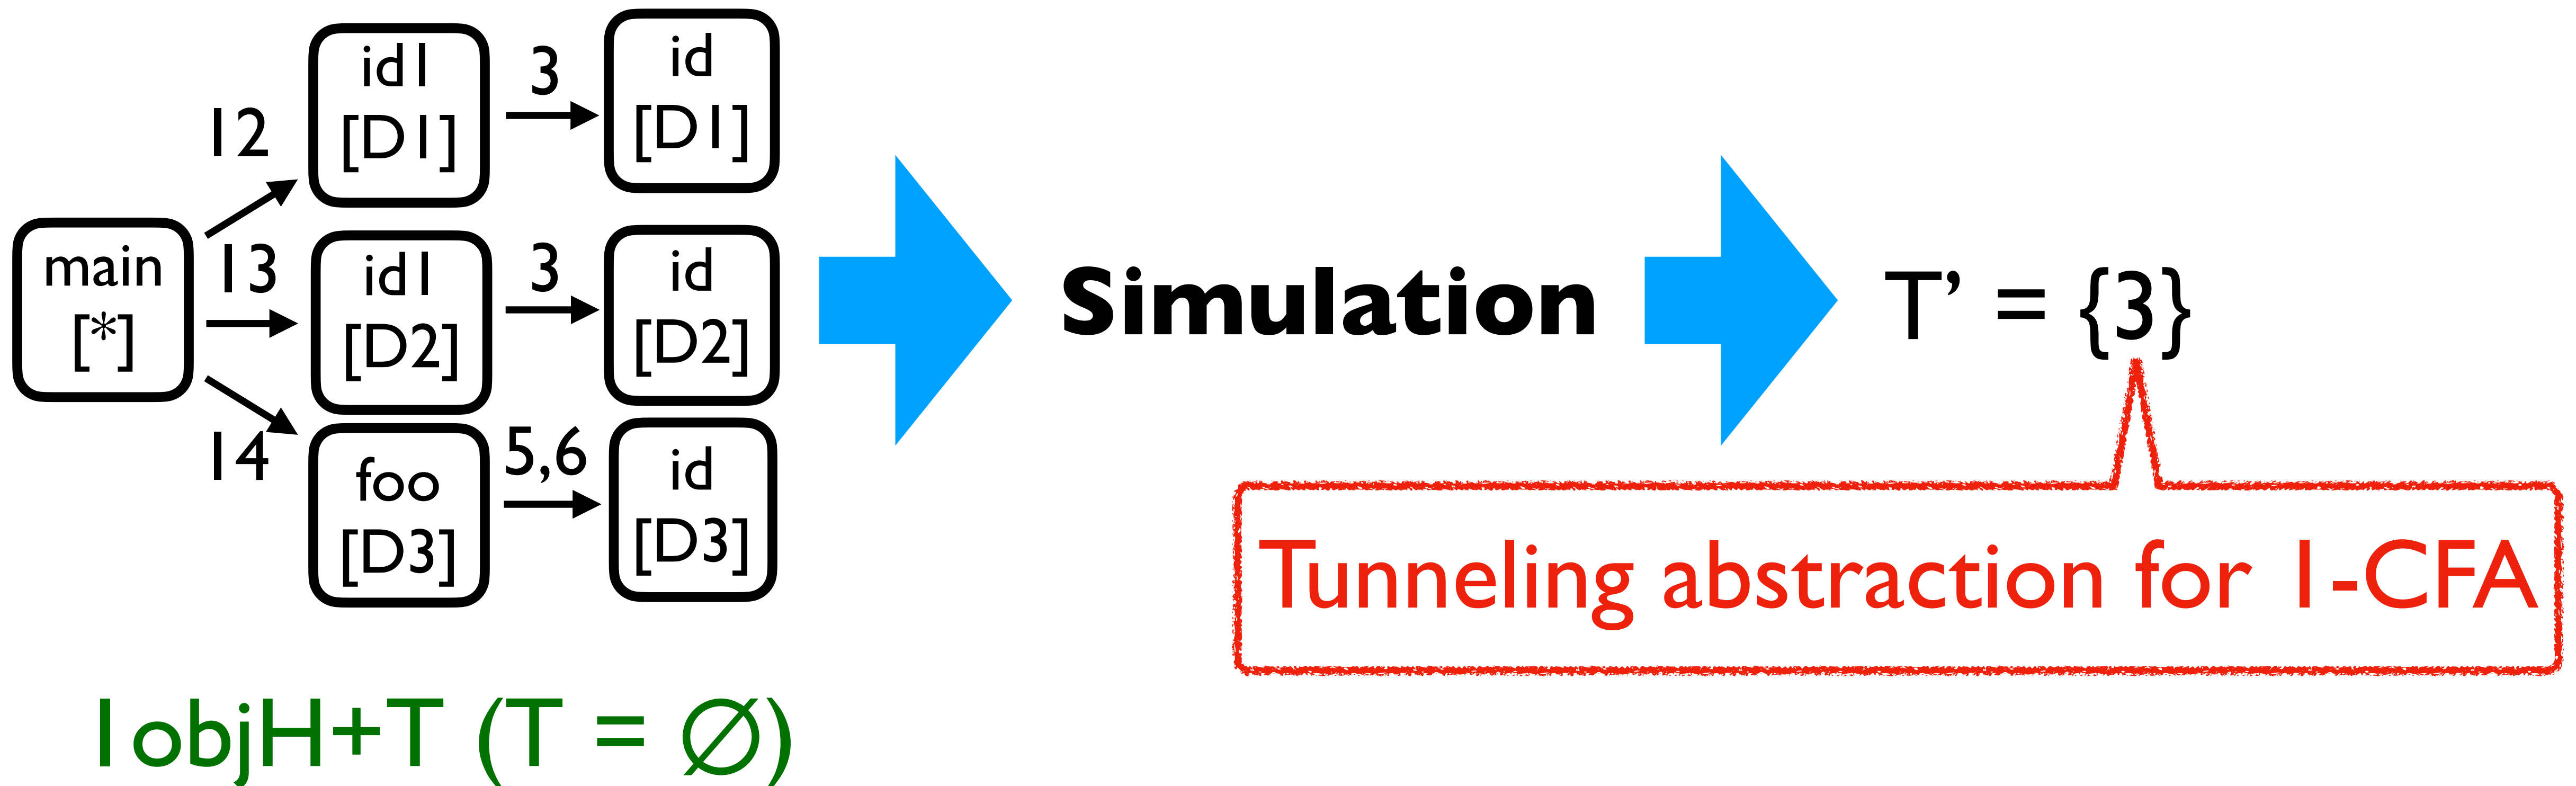 id1
[D1]
3
id
[D1]
12
main
[*]
13
id1
[D2]
3
id
[D2]
14
foo
[D3]
5,6
id
[D3]
Simulation
T’ = {3}
Tunneling abstraction for 1-CFA
1objH+T (T = ∅)